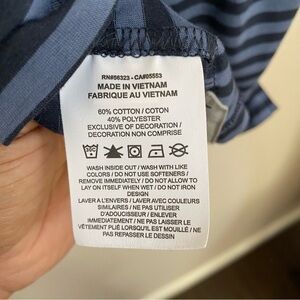 RN#56323 - CA#05553
MADE IN VIETNAM
FABRIQUE AU VIETNAM
60% COTTON / COTON
40% POLYESTER
EXCLUSIVE OF DECORATION /
DECORATION NON COMPRISE
WASH INSIDE OUT / WASH WITH LIKE
COLORS / DO NOT USE SOFTENERS /
REMOVE IMMEDIATELY / DO NOT ALLOW TO
LAY ON ITSELF WHEN WET / DO NOT IRON
DESIGN
LAVER A L'ENVERS / LAVER AVEC COULEURS
SIMILAIRES / NE PAS UTILISER
D'ADOUCISSEUR / ENLEVER
IMMEDIATEMENT / NE PAS LAISSER LE
VÊTEMENT PLIÉ LORSQU'IL EST MOUILLÉ / NE
PAS REPASSER LE DESSIN